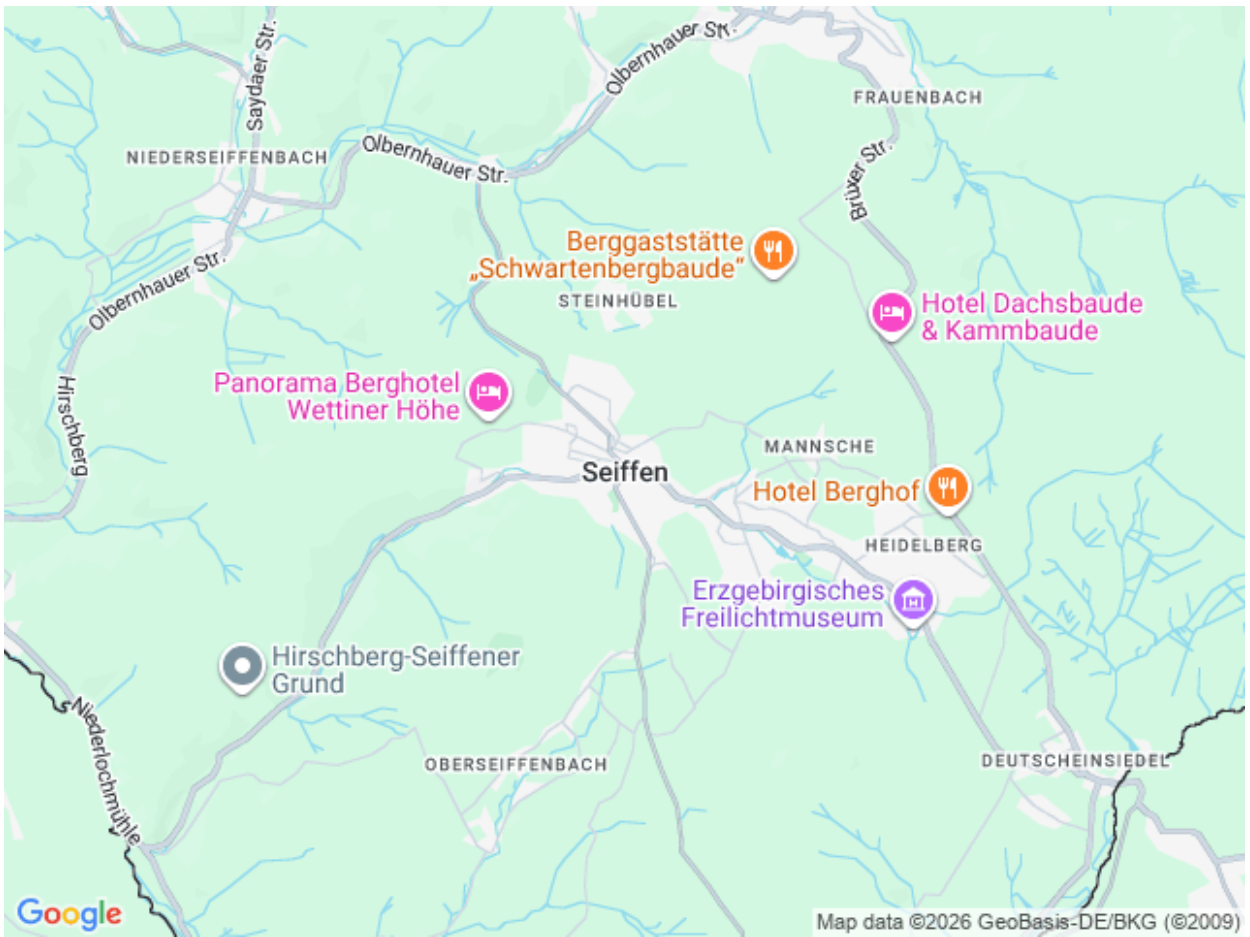 Olbernhauer Str.
Saydaer Str.
FRAUENBACH
NIEDERSEIFFENBACH
Olbernhauer Str.
Brüxer Str.
Berggaststätte
„Schwartenbergbaude“
Olbernhauer Str.
STEINHÜBEL
Hotel Dachsbaude
& Kammbaude
Panorama Berghotel
Wettiner Höhe
Hirschberg
MANNSCHE
Seiffen
Hotel Berghof
HEIDELBERG
Erzgebirgisches
Freilichtmuseum
Hirschberg-Seiffener
Grund
Niederlochmühle
OBERSEIFFENBACH
DEUTSCHEINSIEDEL
Google
Map data ©2026 GeoBasis-DE/BKG (©2009)